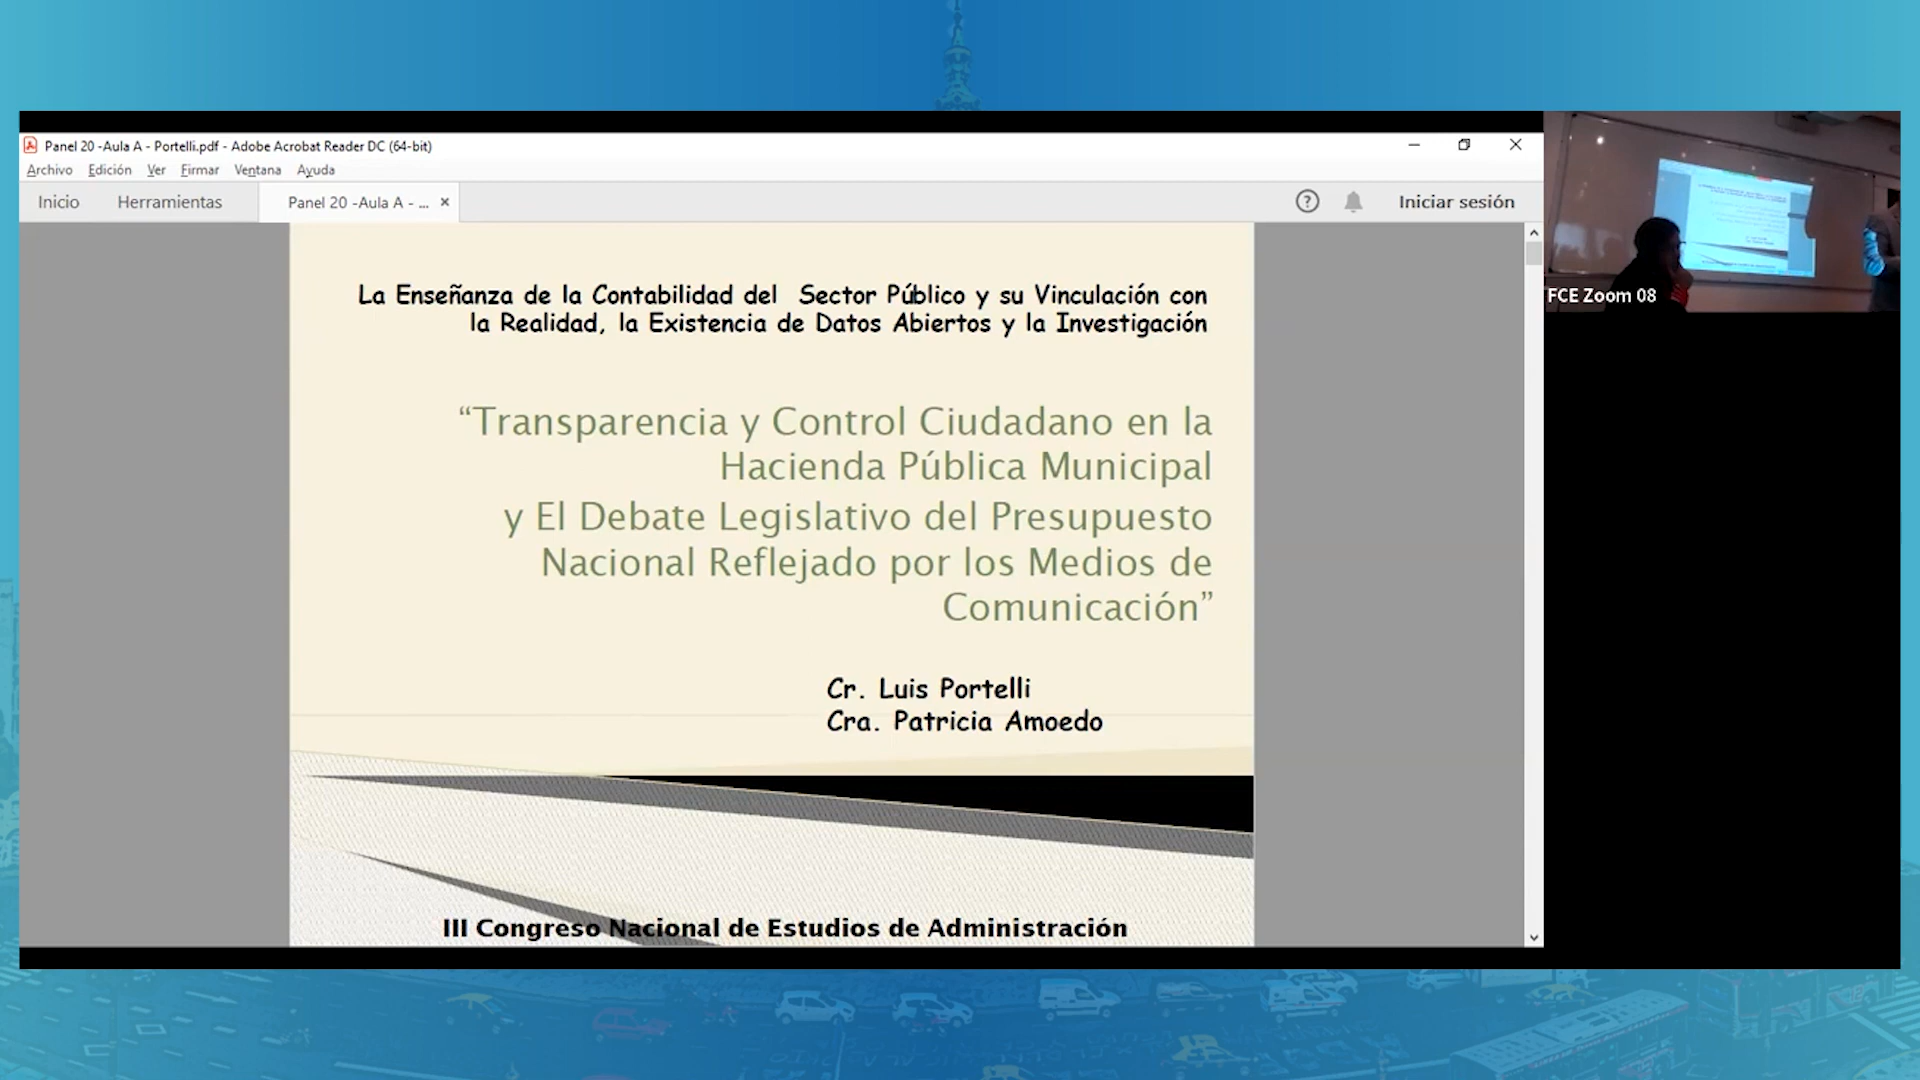 Panel 20 -Aula A - Portelli.pdf - Adobe Acrobat Reader DC (64-bit)
Archivo Edición Ver Firmar Ventana Ayuda
Inicio Herramientas Panel 20 -Aula A - ... × Iniciar sesión
La Enseñanza de la Contabilidad del Sector Público y su Vinculación con
la Realidad, la Existencia de Datos Abiertos y la Investigación
“Transparencia y Control Ciudadano en la
Hacienda Pública Municipal
y El Debate Legislativo del Presupuesto
Nacional Reflejado por los Medios de
Comunicación”
Cr. Luis Portelli
Cra. Patricia Amoedo
III Congreso Nacional de Estudios de Administración
FCE Zoom 08